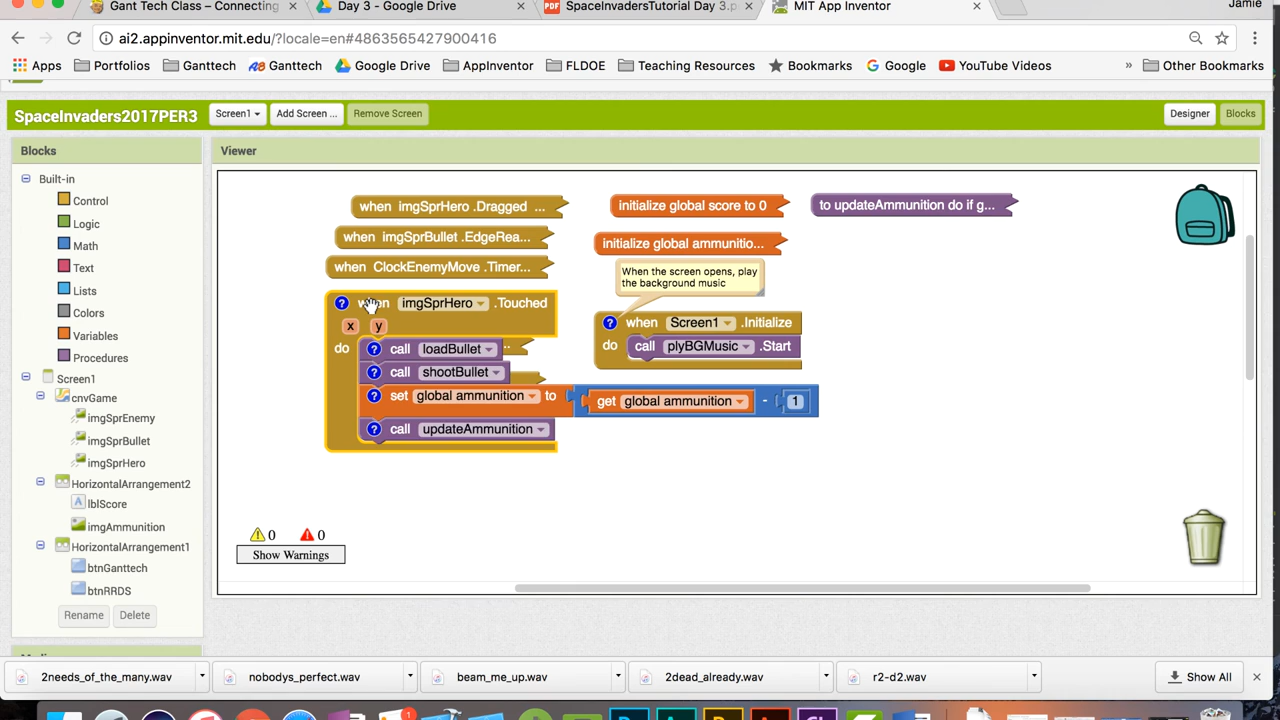 Gant Tech Class – Connecting
Day 3 - Google Drive
SpaceInvadersTutorial Day 3.p
MIT App Inventor
Jamie
ai2.appinventor.mit.edu/?locale=en#4863565427900416
Apps
Portfolios
Ganttech
Ganttech
Google Drive
AppInventor
FLDOE
Teaching Resources
Bookmarks
Google
YouTube Videos
»
Other Bookmarks
SpaceInvaders2017PER3
Screen1
Add Screen ...
Remove Screen
Designer
Blocks
Blocks
Viewer
Built-in
Control
Logic
Math
Text
Lists
Colors
Variables
Procedures
Screen1
cnvGame
imgSprEnemy
imgSprBullet
imgSprHero
HorizontalArrangement2
lblScore
imgAmmunition
HorizontalArrangement1
btnGanttech
btnRRDS
Rename
Delete
when imgSprHero .Dragged ...
when imgSprBullet .EdgeRea...
when ClockEnemyMove .Timer...
initialize global score to 0
initialize global ammunitio...
to updateAmmunition do if g...
When the screen opens, play
the background music
? when Screen1 .Initialize
do call plyBGMusic .Start
? when imgSprHero .Touched
x y
do ? call loadBullet
? call shootBullet
? set global ammunition to get global ammunition - 1
? call updateAmmunition
0 0
Show Warnings
2needs_of_the_many.wav
nobodys_perfect.wav
beam_me_up.wav
2dead_already.wav
r2-d2.wav
Show All